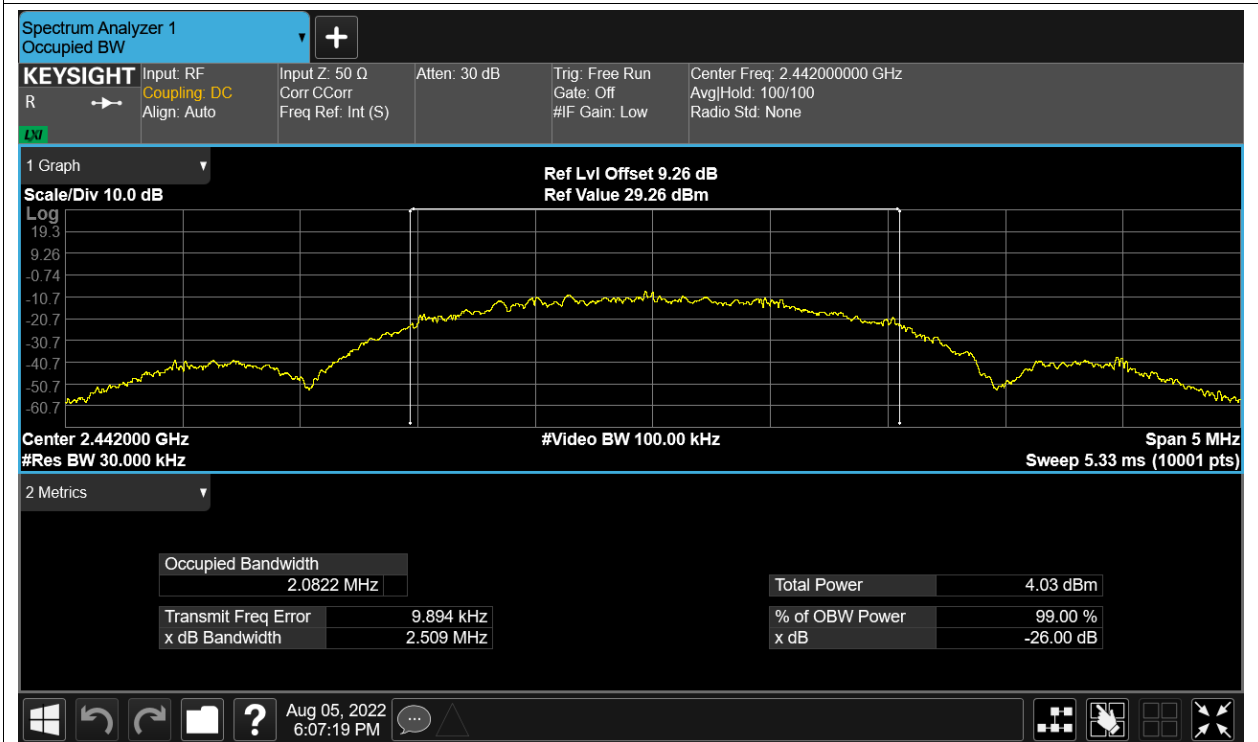 Spectrum Analyzer 1
Occupied BW
KEYSIGHT
R
LXI
Input: RF
Coupling: DC
Align: Auto
Input Z: 50 Ω
Corr CCorr
Freq Ref: Int (S)
Atten: 30 dB
Trig: Free Run
Gate: Off
#IF Gain: Low
Center Freq: 2.442000000 GHz
Avg|Hold: 100/100
Radio Std: None
1 Graph
Scale/Div 10.0 dB
Ref Lvl Offset 9.26 dB
Ref Value 29.26 dBm
Log
19.3
9.26
-0.74
-10.7
-20.7
-30.7
-40.7
-50.7
-60.7
Center 2.442000 GHz
#Video BW 100.00 kHz
Span 5 MHz
#Res BW 30.000 kHz
Sweep 5.33 ms (10001 pts)
2 Metrics
Occupied Bandwidth
2.0822 MHz
Transmit Freq Error 9.894 kHz
x dB Bandwidth 2.509 MHz
Total Power 4.03 dBm
% of OBW Power 99.00 %
x dB -26.00 dB
?
Aug 05, 2022
6:07:19 PM